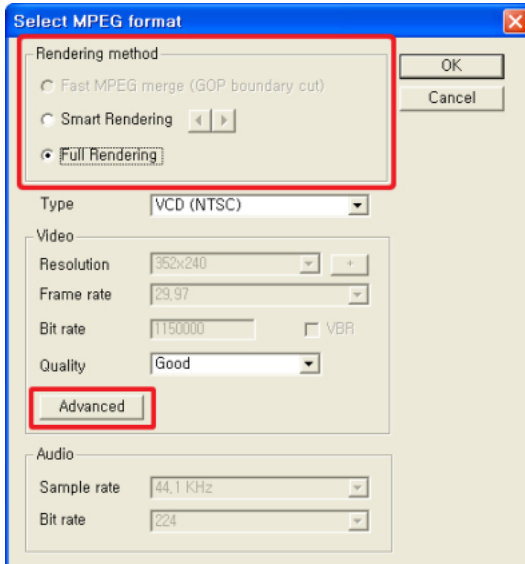 Select MPEG format
Rendering method
Fast MPEG merge (GOP boundary cut)
Smart Rendering
Full Rendering
OK
Cancel
Type VCD (NTSC)
Video
Resolution 352x240 +
Frame rate 29,97
Bit rate 1150000 VBR
Quality Good
Advanced
Audio
Sample rate 44,1 KHz
Bit rate 224